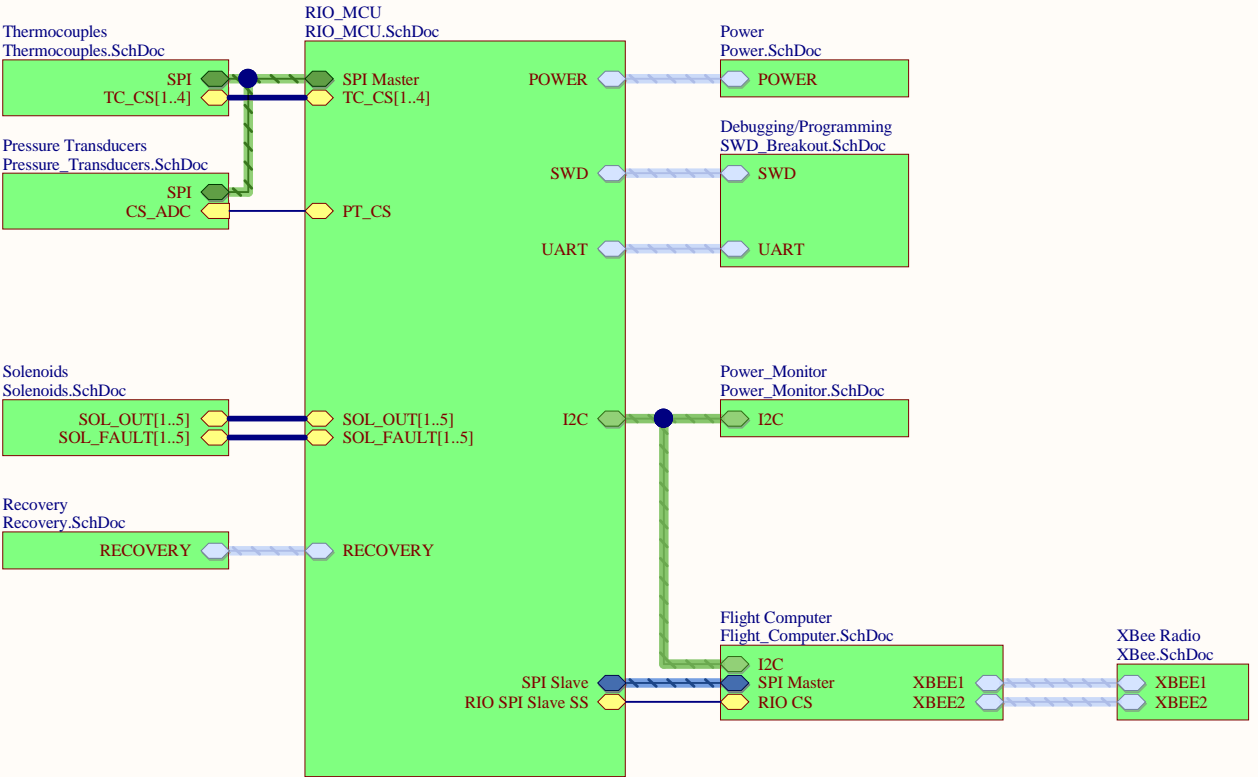 Thermocouples
Thermocouples.SchDoc
SPI
TC_CS[1..4]
Pressure Transducers
Pressure_Transducers.SchDoc
SPI
CS_ADC
Solenoids
Solenoids.SchDoc
SOL_OUT[1..5]
SOL_FAULT[1..5]
Recovery
Recovery.SchDoc
RECOVERY
RIO_MCU
RIO_MCU.SchDoc
SPI Master
TC_CS[1..4]
PT_CS
SOL_OUT[1..5]
SOL_FAULT[1..5]
RECOVERY
POWER
SWD
UART
I2C
SPI Slave
RIO SPI Slave SS
Power
Power.SchDoc
POWER
Debugging/Programming
SWD_Breakout.SchDoc
SWD
UART
Power_Monitor
Power_Monitor.SchDoc
I2C
Flight Computer
Flight_Computer.SchDoc
I2C
SPI Master
RIO CS
XBEE1
XBEE2
XBee Radio
XBee.SchDoc
XBEE1
XBEE2